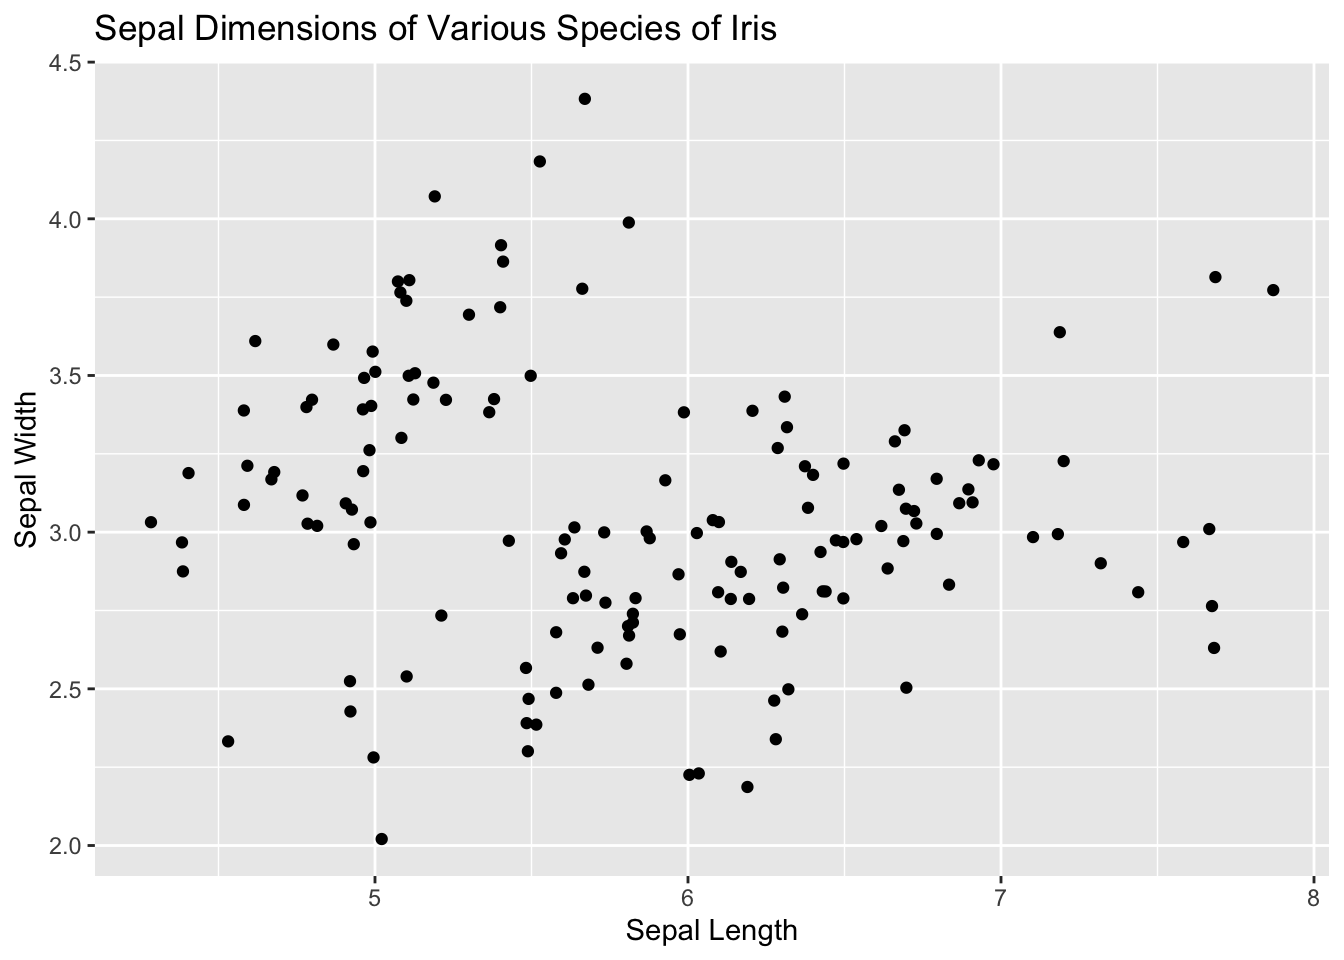 Sepal Dimensions of Various Species of Iris
4.5
4.0
3.5
3.0
2.5
2.0
Sepal Width
5 6 7 8
Sepal Length